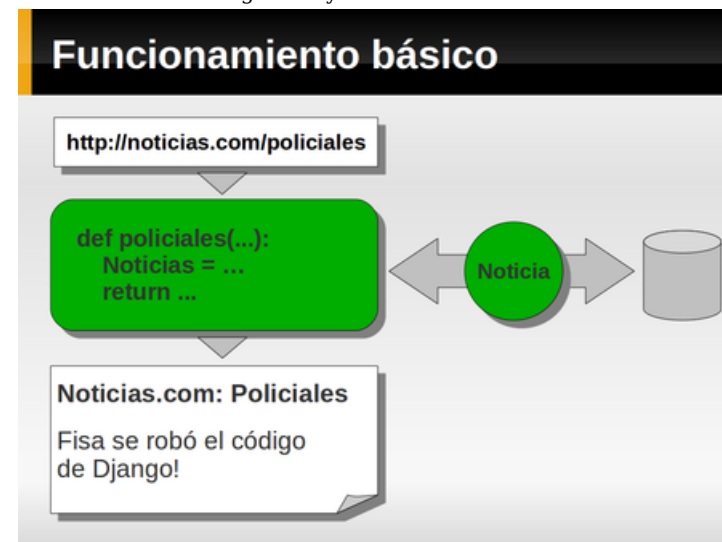 Funcionamiento básico
http://noticias.com/policiales
def policiales(...):
Noticias = ...
return ...
Noticia
Noticias.com: Policiales
Fisa se robó el código
de Django!